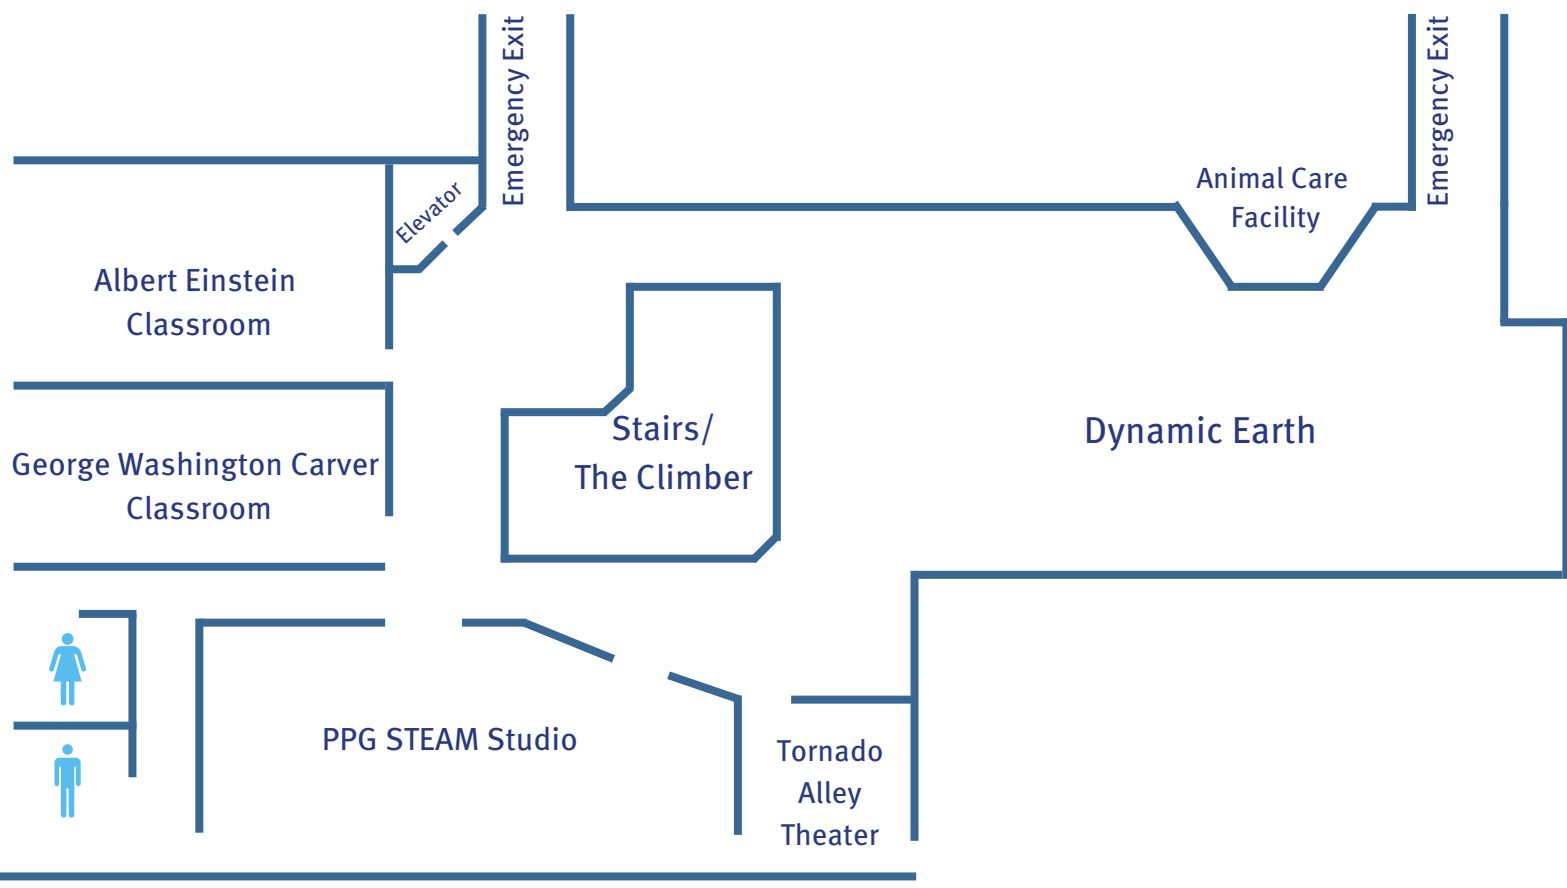 Emergency Exit
Emergency Exit
Animal Care
Facility
Elevator
Albert Einstein
Classroom
Stairs/
The Climber
Dynamic Earth
George Washington Carver
Classroom
PPG STEAM Studio
Tornado
Alley
Theater